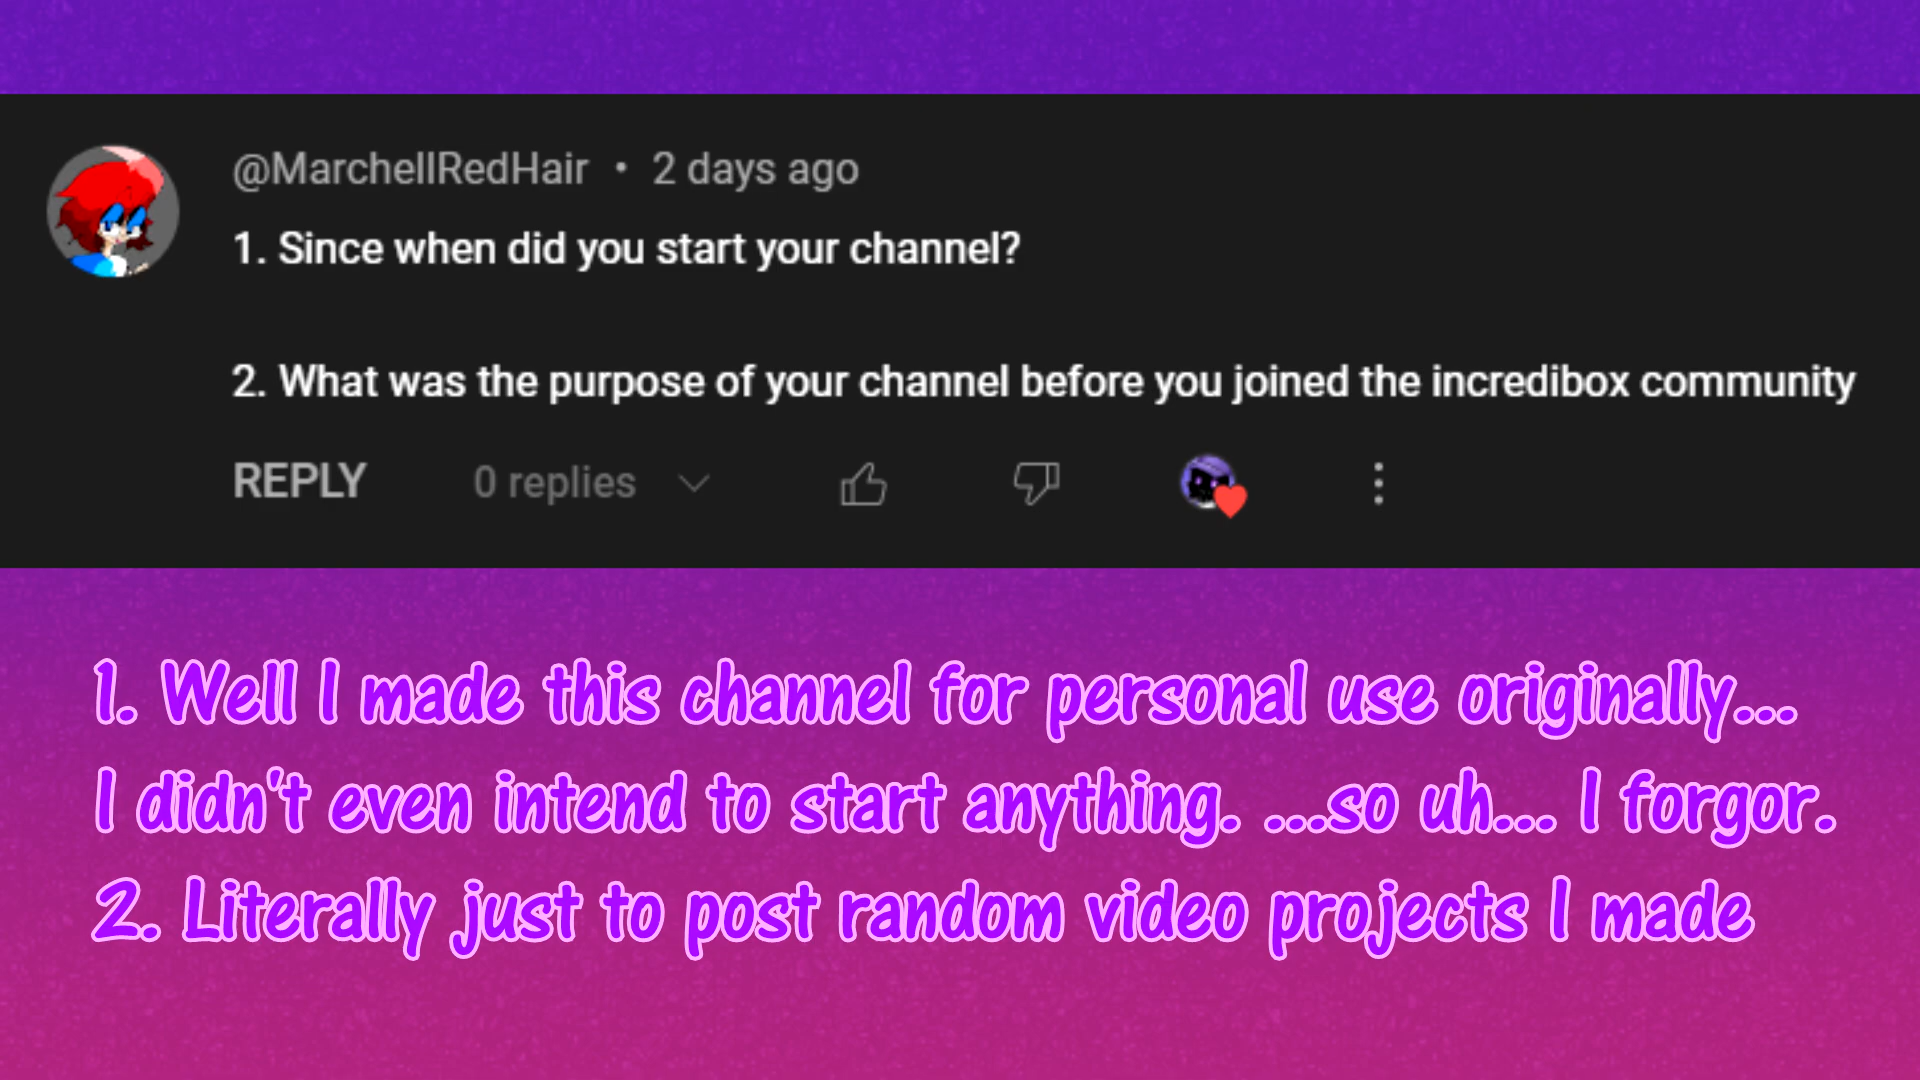 @MarchellRedHair • 2 days ago
1. Since when did you start your channel?
2. What was the purpose of your channel before you joined the incredibox community
REPLY 0 replies
1. Well I made this channel for personal use originally...
I didn't even intend to start anything. ...so uh... I forgor.
2. Literally just to post random video projects I made